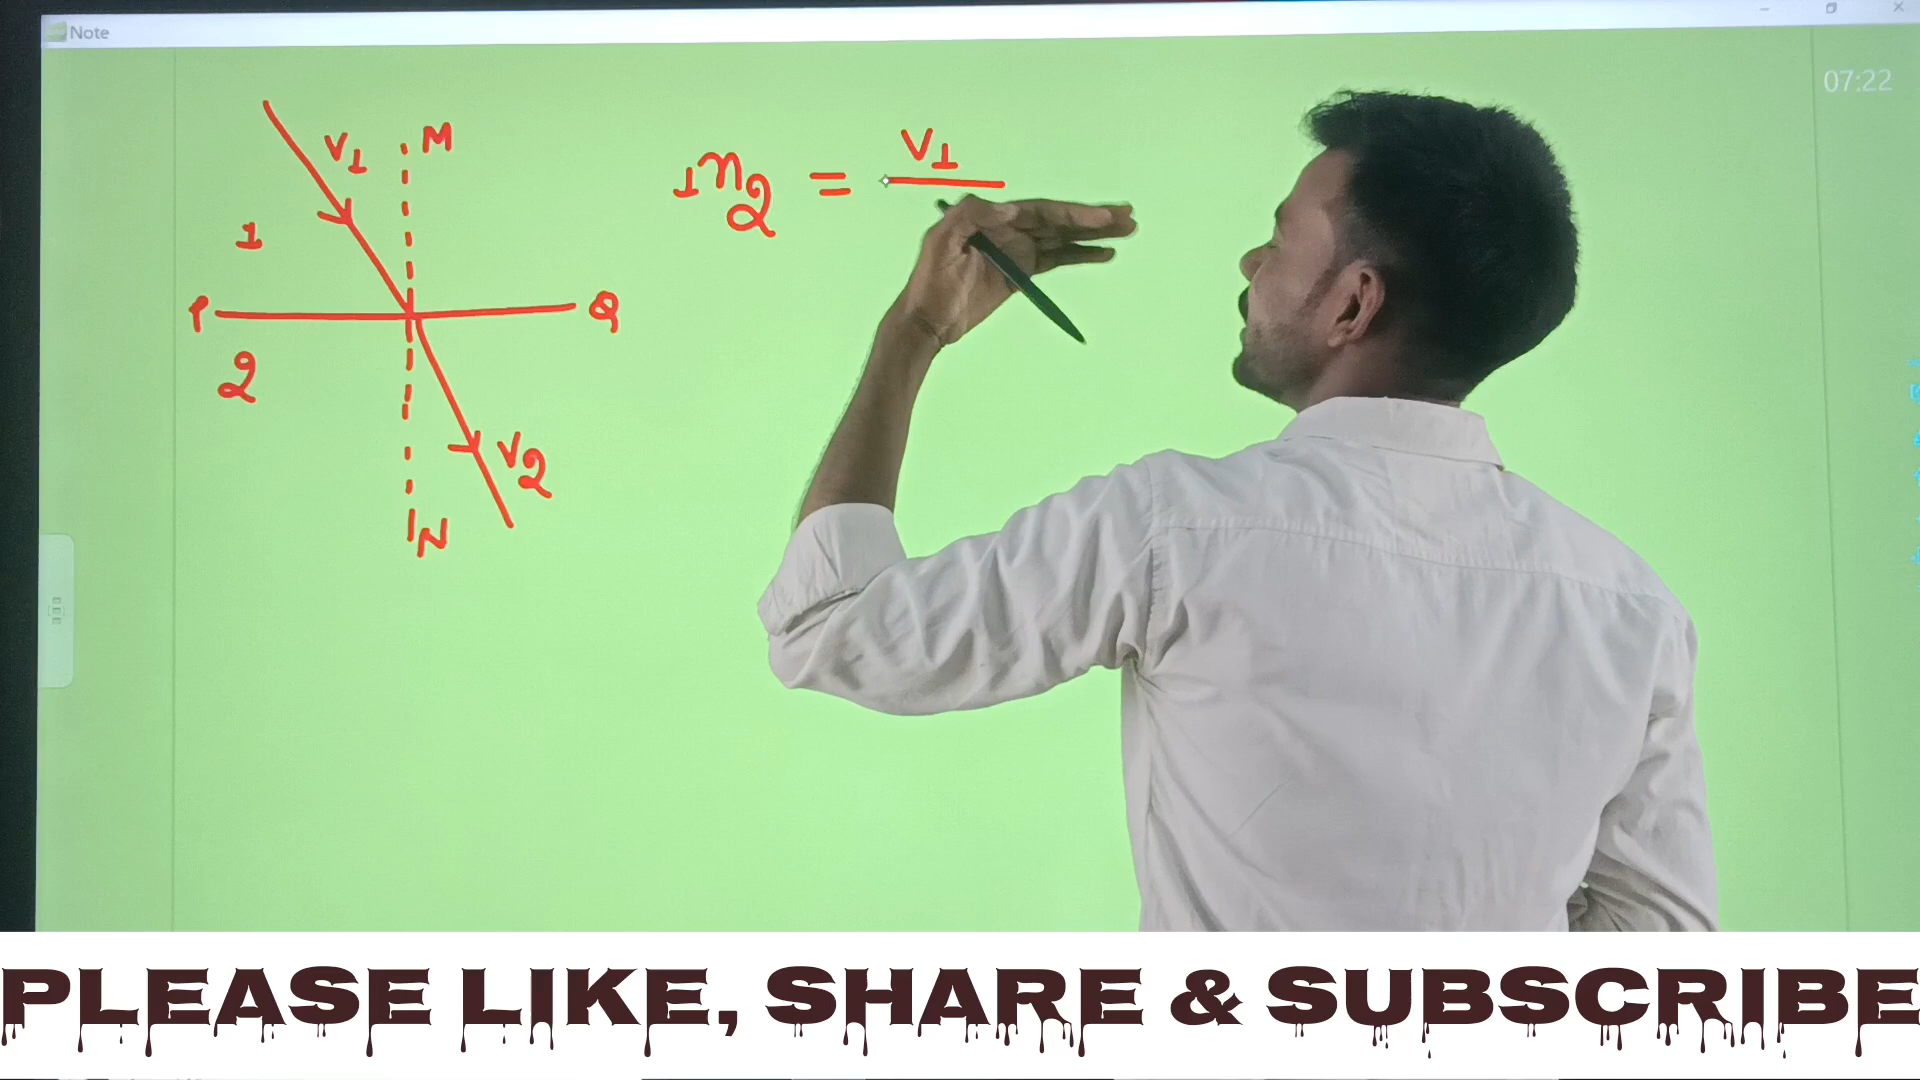 Note
07:22
V1
M
1
P
Q
2
V2
N
1n2 = V1
PLEASE LIKE, SHARE & SUBSCRIBE